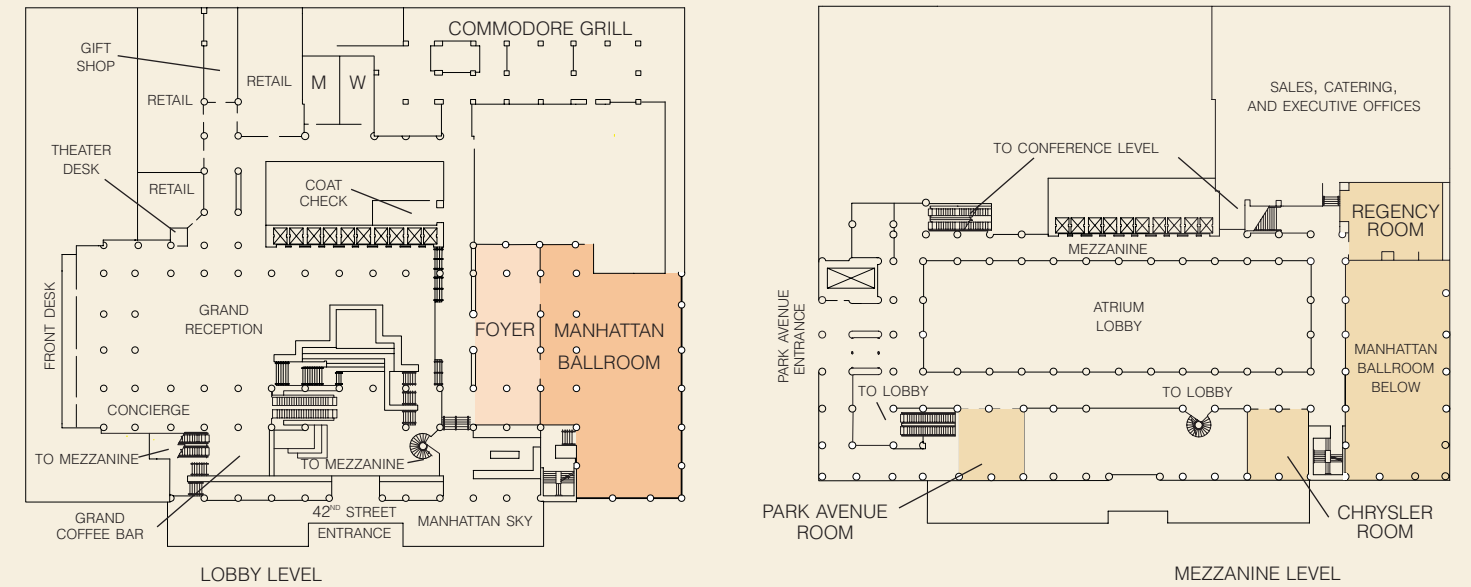 COMMODORE GRILL
GIFT
SHOP
RETAIL
M
W
RETAIL
THEATER
DESK
RETAIL
COAT
CHECK
FRONT DESK
GRAND
RECEPTION
FOYER
MANHATTAN
BALLROOM
CONCIERGE
TO MEZZANINE
TO MEZZANINE
GRAND
COFFEE BAR
42ND STREET
ENTRANCE
MANHATTAN SKY
LOBBY LEVEL
SALES, CATERING,
AND EXECUTIVE OFFICES
TO CONFERENCE LEVEL
REGENCY
ROOM
MEZZANINE
PARK AVENUE
ENTRANCE
ATRIUM
LOBBY
MANHATTAN
BALLROOM
BELOW
TO LOBBY
TO LOBBY
PARK AVENUE
ROOM
CHRYSLER
ROOM
MEZZANINE LEVEL